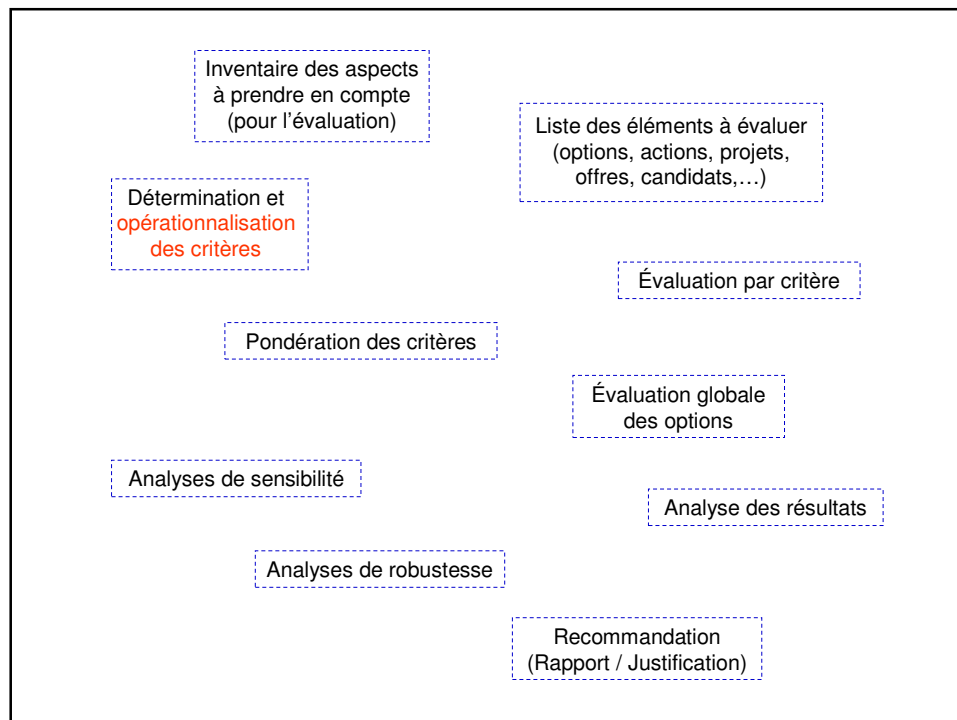 Inventaire des aspects
à prendre en compte
(pour l'évaluation)
Liste des éléments à évaluer
(options, actions, projets,
offres, candidats,…)
Détermination et
opérationnalisation
des critères
Évaluation par critère
Pondération des critères
Évaluation globale
des options
Analyses de sensibilité
Analyse des résultats
Analyses de robustesse
Recommandation
(Rapport / Justification)